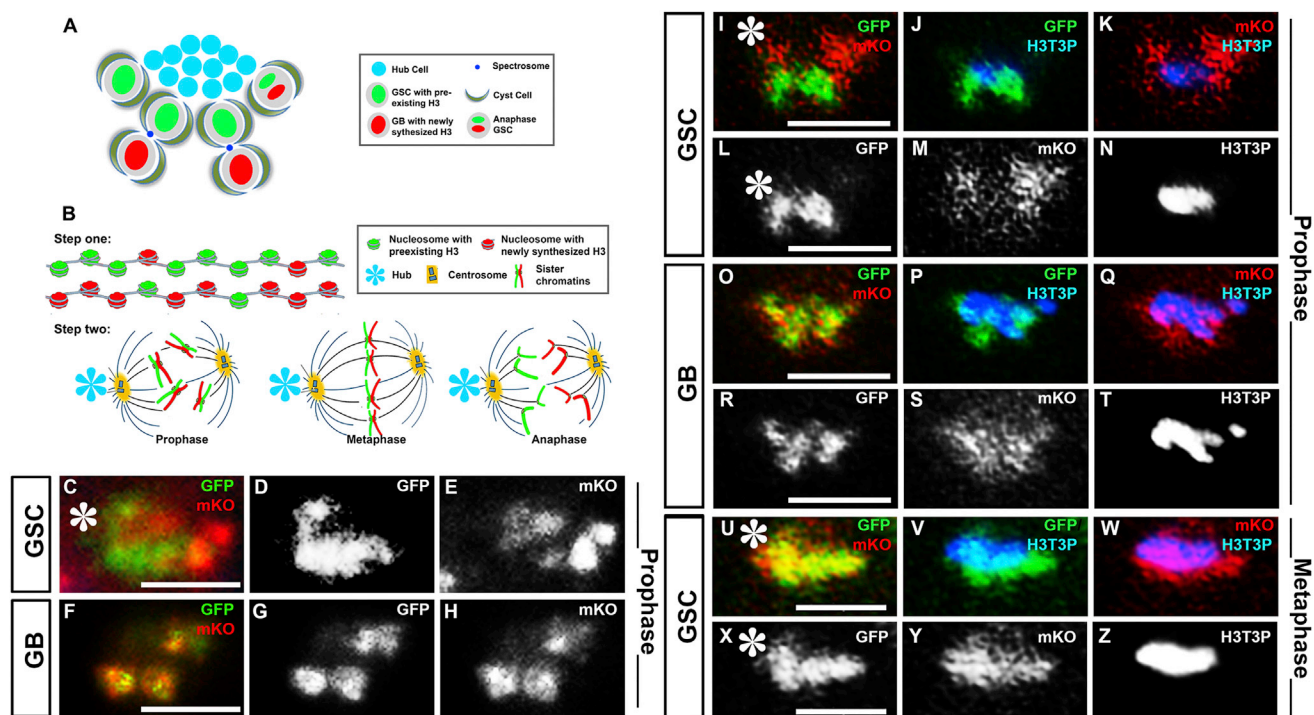 A
Hub Cell
Spectrosome
GSC with pre-
existing H3
Cyst Cell
GB with newly
sythesized H3
Anaphase
GSC
B
Step one:
Nucleosome with
preexisting H3
Nucleosome with
newly synthesized H3
Hub
Centrosome
Sister
chromatins
Step two:
Prophase
Metaphase
Anaphase
GSC
C
GFP
mKO
D
GFP
E
mKO
GB
F
GFP
mKO
G
GFP
H
mKO
Prophase
GSC
I
GFP
mKO
J
GFP
H3T3P
K
mKO
H3T3P
L
GFP
M
mKO
N
H3T3P
GB
O
GFP
mKO
P
GFP
H3T3P
Q
mKO
H3T3P
R
GFP
S
mKO
T
H3T3P
Prophase
GSC
U
GFP
mKO
V
GFP
H3T3P
W
mKO
H3T3P
X
GFP
Y
mKO
Z
H3T3P
Metaphase